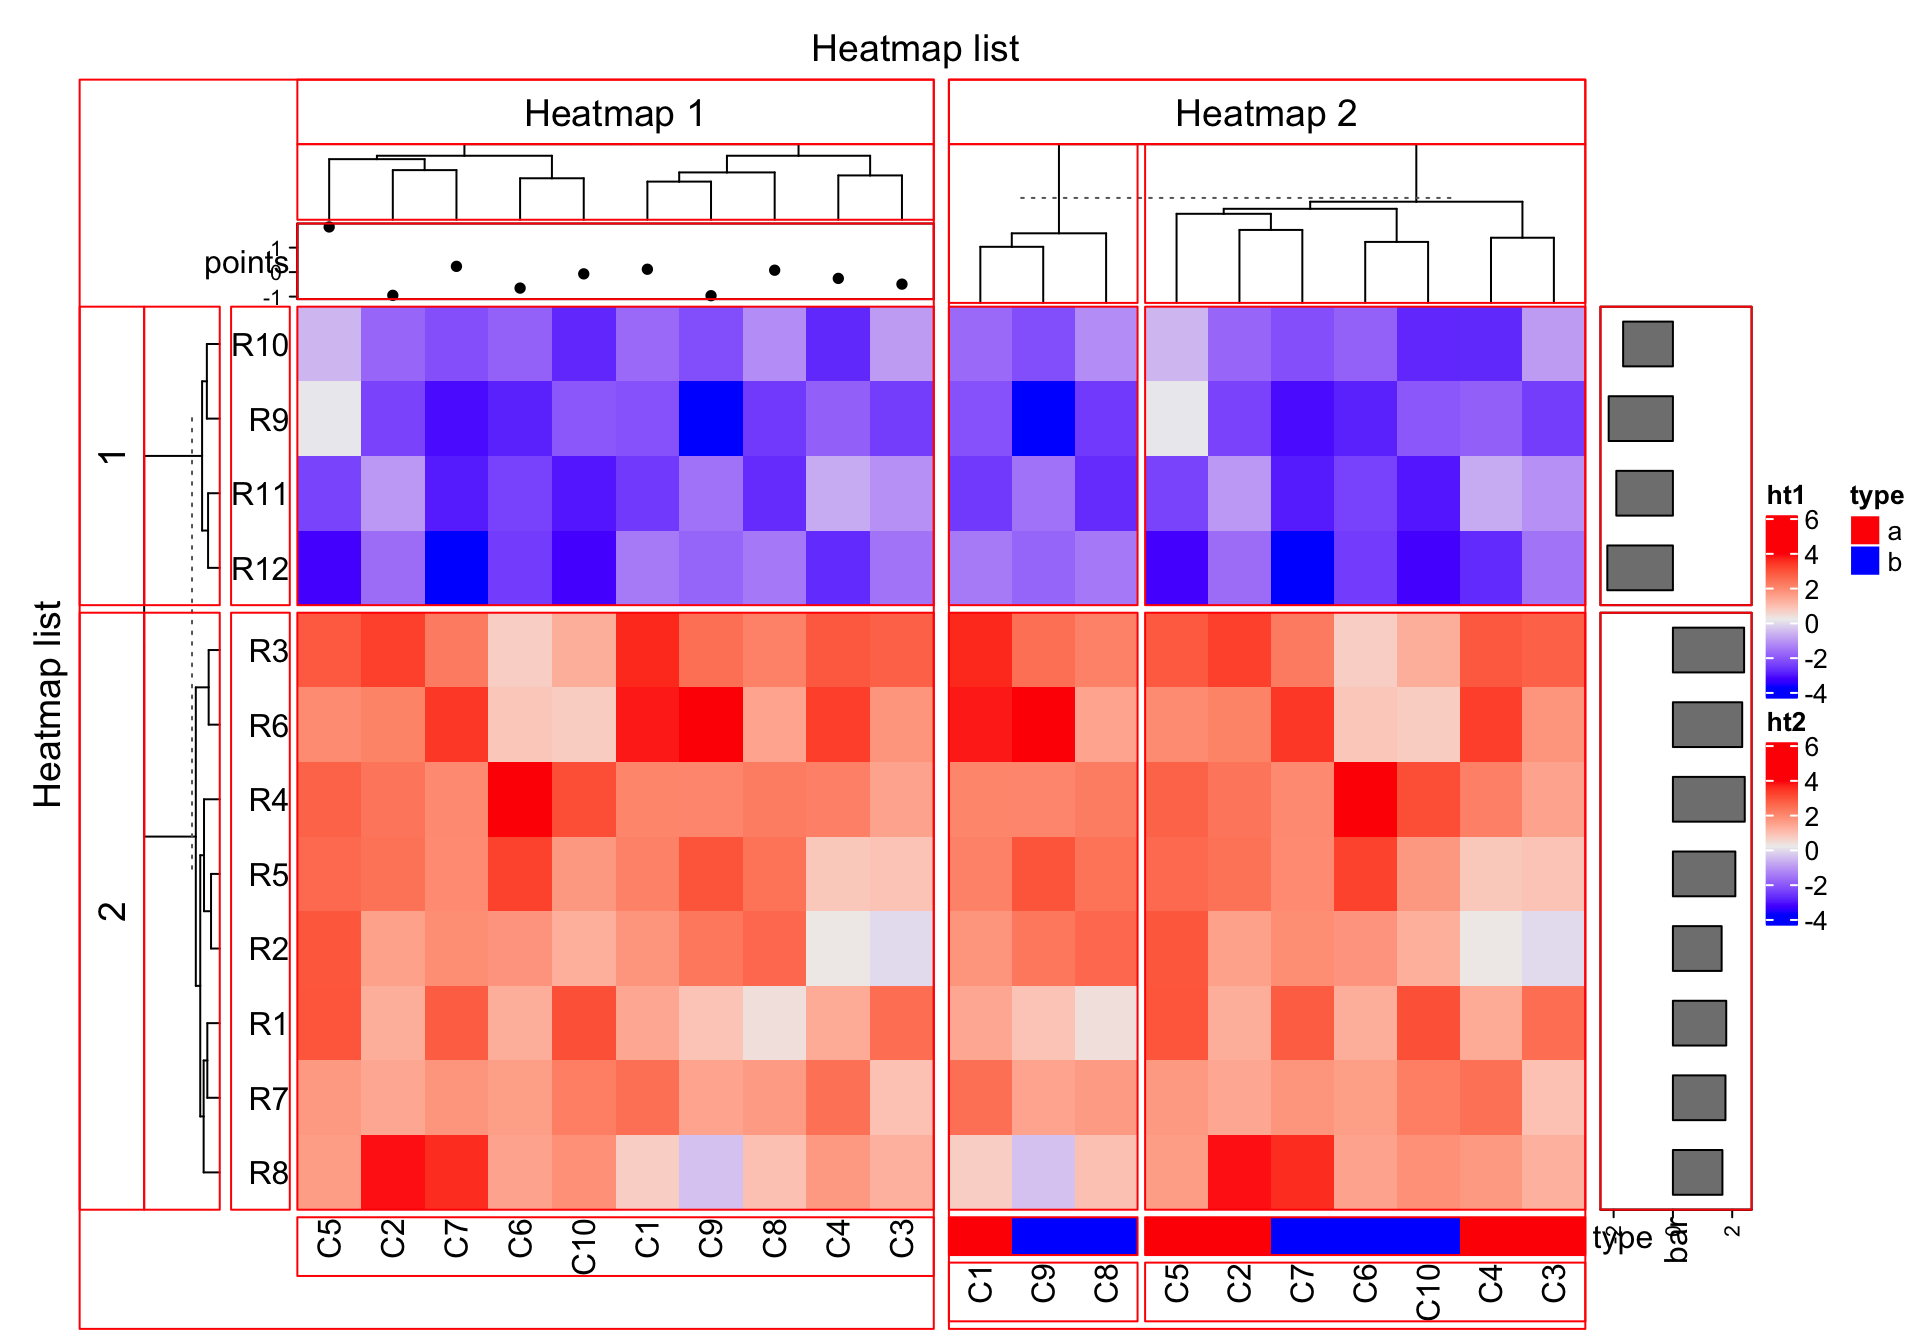 Heatmap list
Heatmap 1
Heatmap 2
points
1
0
-1
Heatmap list
1
2
R10
R9
R11
R12
R3
R6
R4
R5
R2
R1
R7
R8
C5 C2 C7 C6 C10 C1 C9 C8 C4 C3
C1 C9 C8
C5 C2 C7 C6 C10 C4 C3
type
bar
-2 0 2
ht1
6
4
2
0
-2
-4
ht2
6
4
2
0
-2
-4
type
a
b